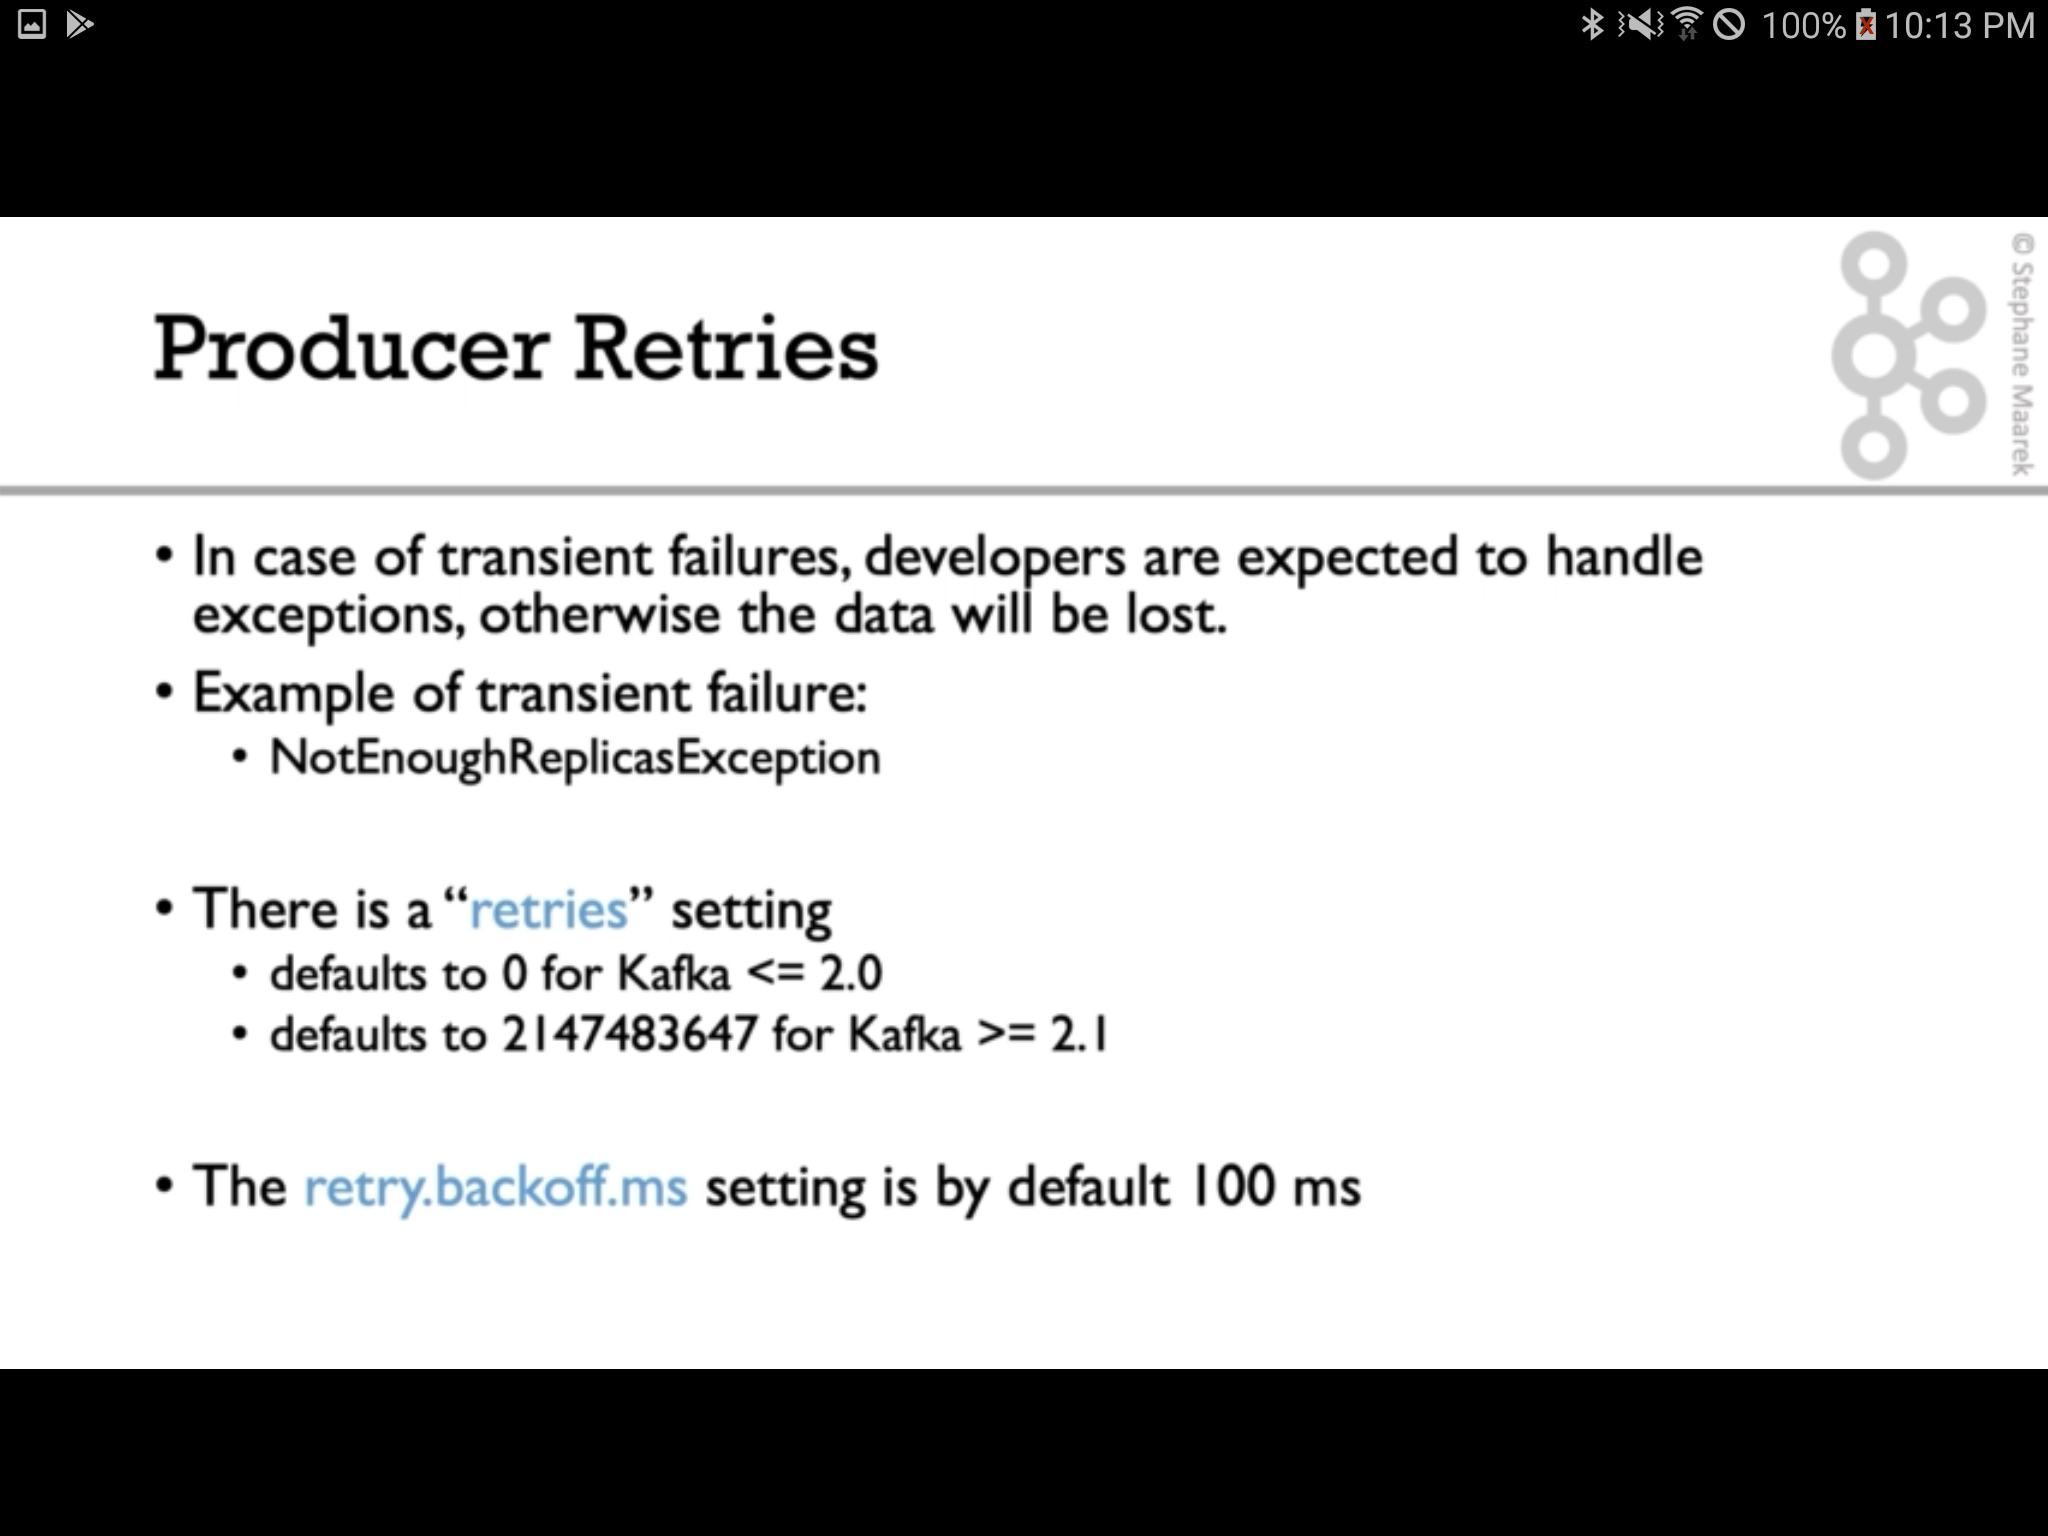 100% 10:13 PM
Producer Retries
© Stephane Maarek
• In case of transient failures, developers are expected to handle
exceptions, otherwise the data will be lost.
• Example of transient failure:
• NotEnoughReplicasException
• There is a “retries” setting
• defaults to 0 for Kafka <= 2.0
• defaults to 2147483647 for Kafka >= 2.1
• The retry.backoff.ms setting is by default 100 ms